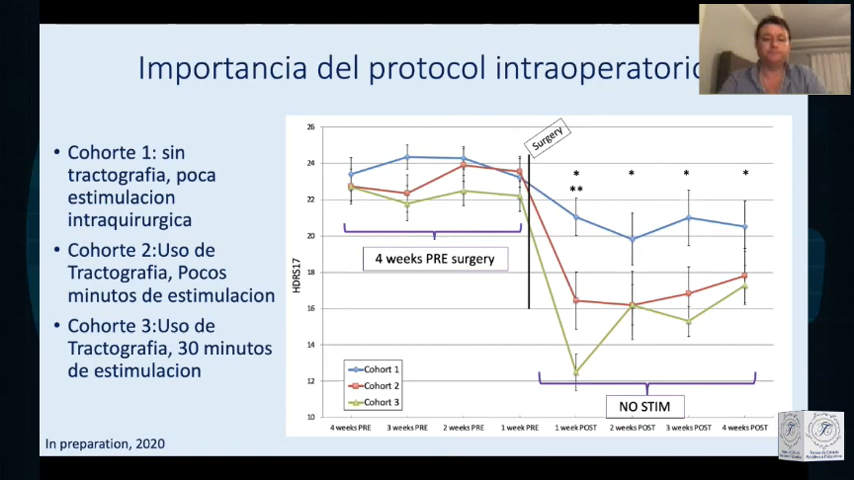 Importancia del protocol intraoperatorio
• Cohorte 1: sin
tractografia, poca
estimulacion
intraquirurgica
• Cohorte 2:Uso de
Tractografia, Pocos
minutos de estimulacion
• Cohorte 3:Uso de
Tractografia, 30 minutos
de estimulacion
In preparation, 2020
HDRS17
26
24
22
20
18
16
14
12
10
Surgery
*
**
*
*
*
4 weeks PRE surgery
Cohort 1
Cohort 2
Cohort 3
NO STIM
4 weeks PRE
3 weeks PRE
2 weeks PRE
1 week PRE
1 week POST
2 weeks POST
3 weeks POST
4 weeks POST